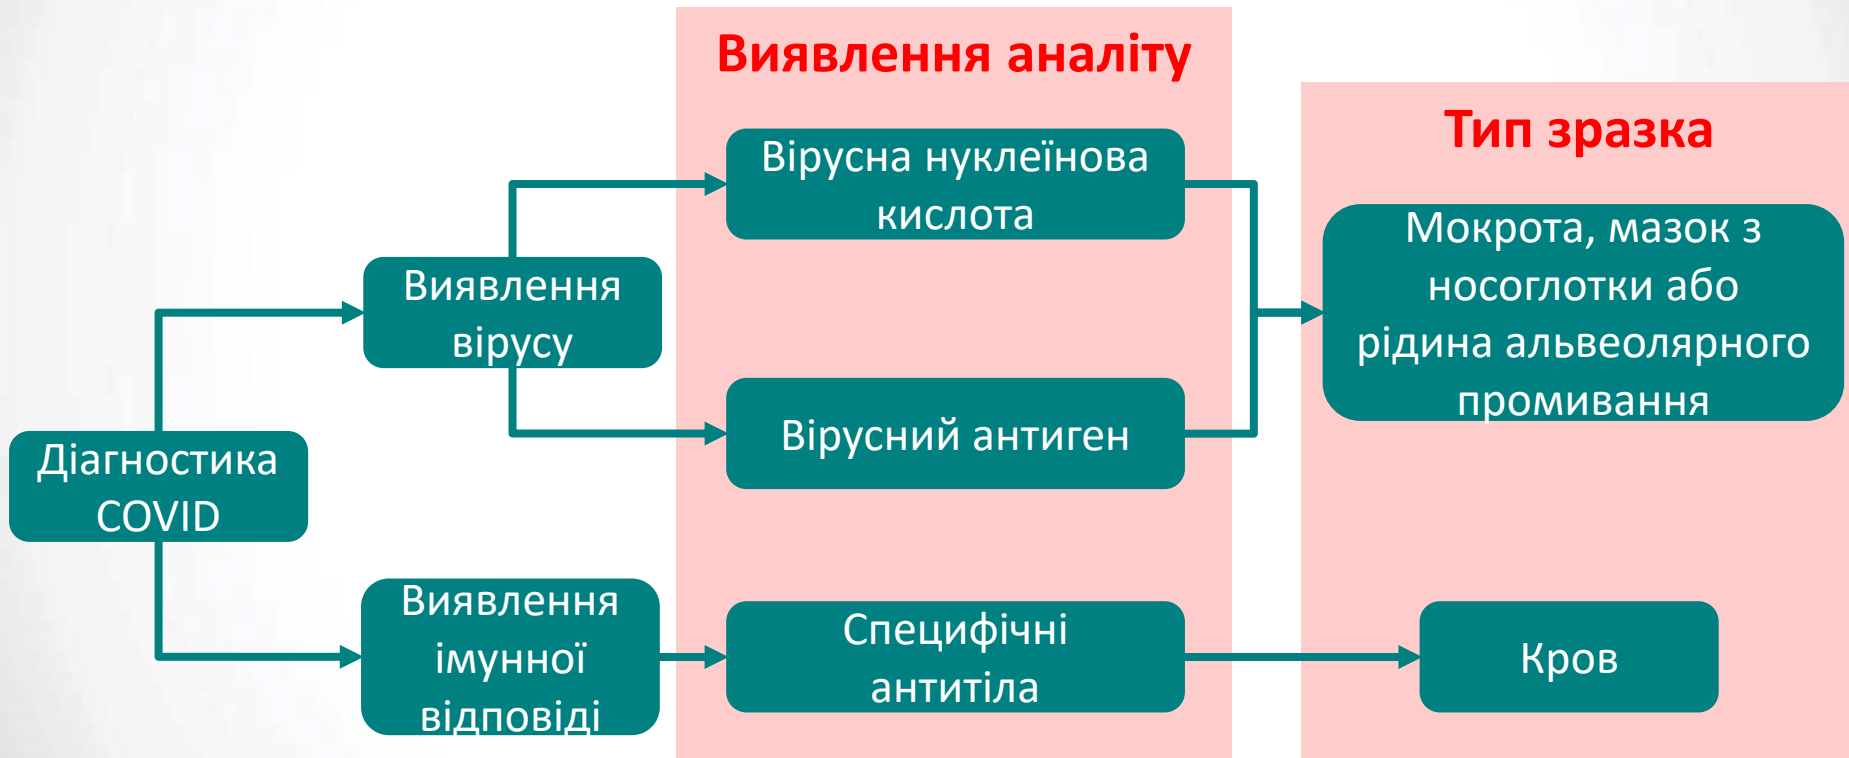 Виявлення аналіту
Тип зразка
Вірусна нуклеїнова
кислота
Мокрота, мазок з
носоглотки або
рідина альвеолярного
промивання
Виявлення
вірусу
Вірусний антиген
Діагностика
COVID
Виявлення
імунної
відповіді
Специфічні
антитіла
Кров